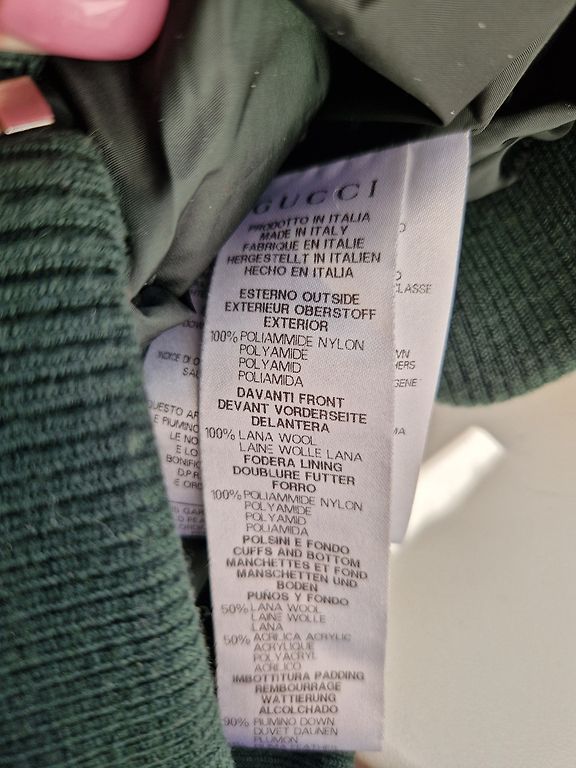 GUCCI
PRODOTTO IN ITALIA
MADE IN ITALY
FABRIQUE EN ITALIE
HERGESTELLT IN ITALIEN
HECHO EN ITALIA
ESTERNO OUTSIDE
EXTERIEUR OBERSTOFF
EXTERIOR
100% POLIAMMIDE NYLON
POLYAMIDE
POLYAMID
POLIAMIDA
DAVANTI FRONT
DEVANT VORDERSEITE
DELANTERA
100% LANA WOOL
LAINE WOLLE LANA
FODERA LINING
DOUBLURE FUTTER
FORRO
100% POLIAMMIDE NYLON
POLYAMIDE
POLYAMID
POLIAMIDA
POLSINI E FONDO
CUFFS AND BOTTOM
MANCHETTES ET FOND
MANSCHETTEN UND
BODEN
PUÑOS Y FONDO
50% LANA WOOL
LAINE WOLLE
LANA
50% ACRILICA ACRYLIC
ACRYLIQUE
POLYACRYL
ACRILICO
IMBOTTITURA PADDING
REMBOURRAGE
WATTIERUNG
ALCOLCHADO
90% PIUMINO DOWN
DUVET DAUNEN
PLUMON
CLASSE